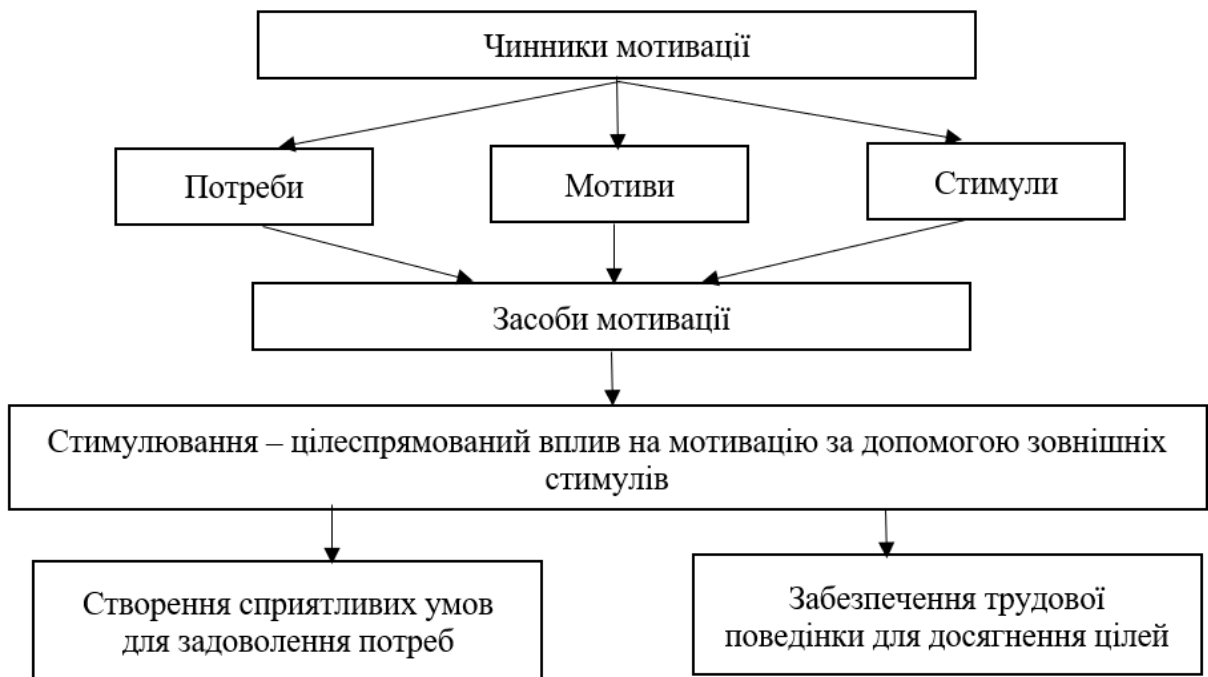 Чинники мотивації
Потреби
Мотиви
Стимули
Засоби мотивації
Стимулювання – цілеспрямований вплив на мотивацію за допомогою зовнішніх
стимулів
Створення сприятливих умов
для задоволення потреб
Забезпечення трудової
поведінки для досягнення цілей